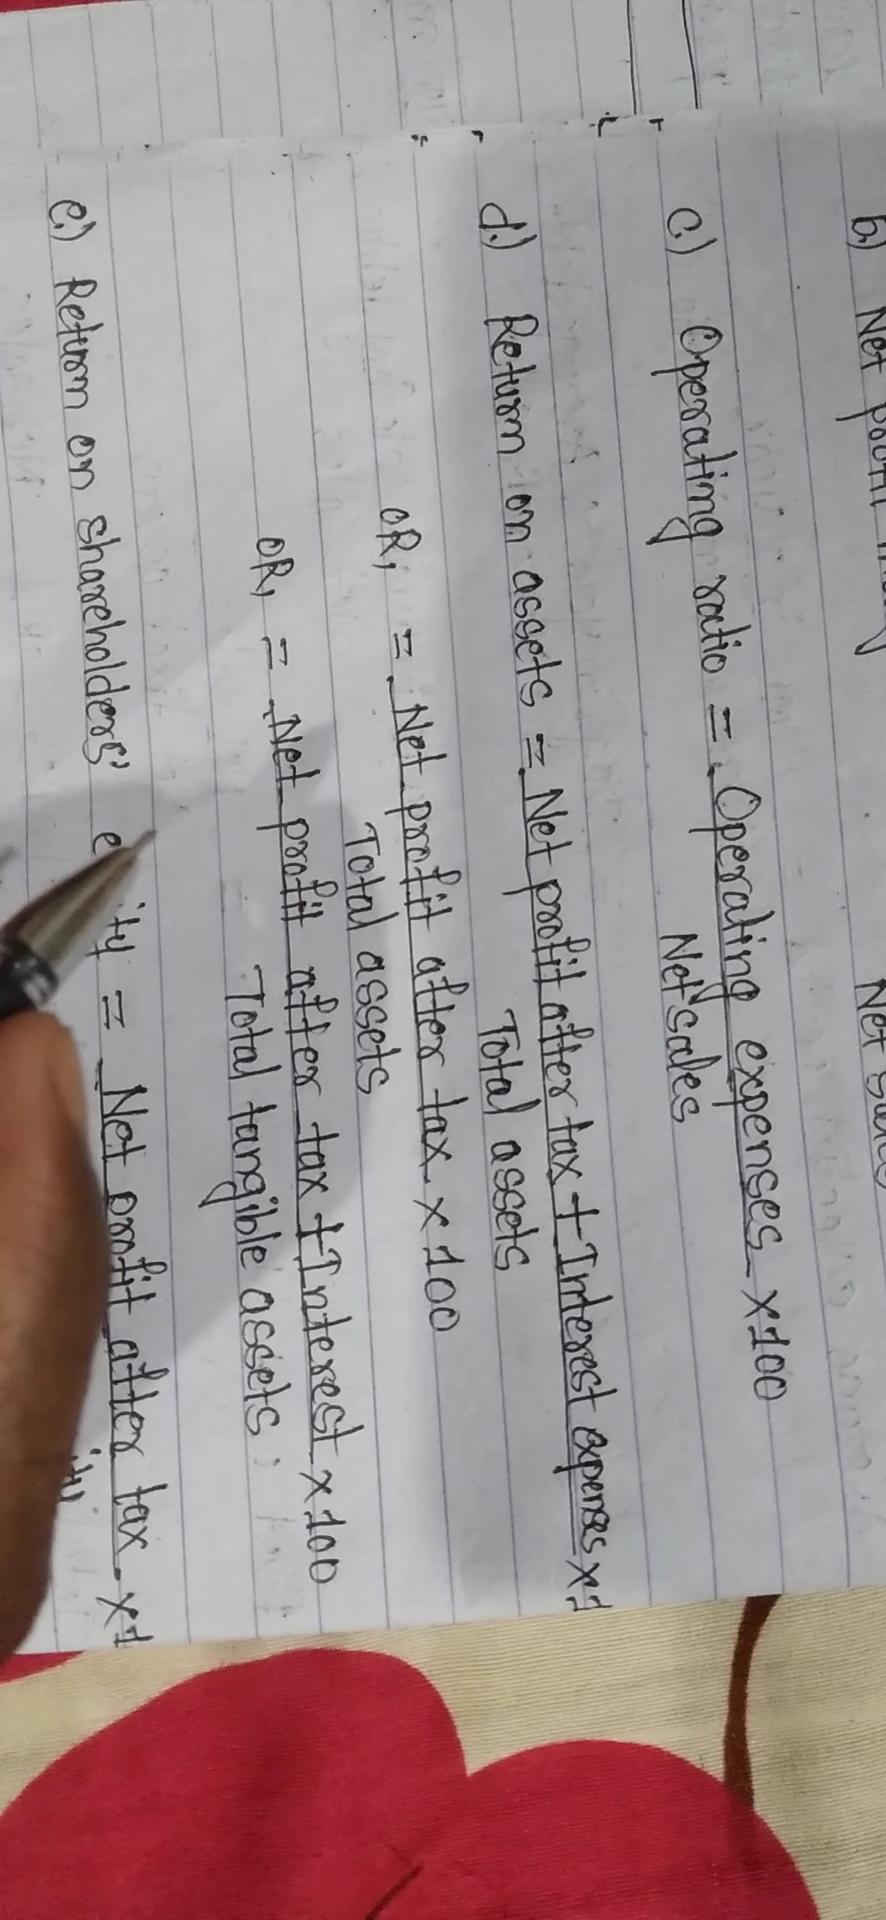 b) Net profit
Net sales
c.) Operating ratio = Operating expenses × 100
Net sales
d.) Return on assets = Net profit after tax + Interest expenses × 1
Total assets
OR, = Net profit after tax × 100
Total assets
OR, = Net profit after tax + Interest × 100
Total tangible assets
e.) Return on shareholders' = Net profit after tax × 1